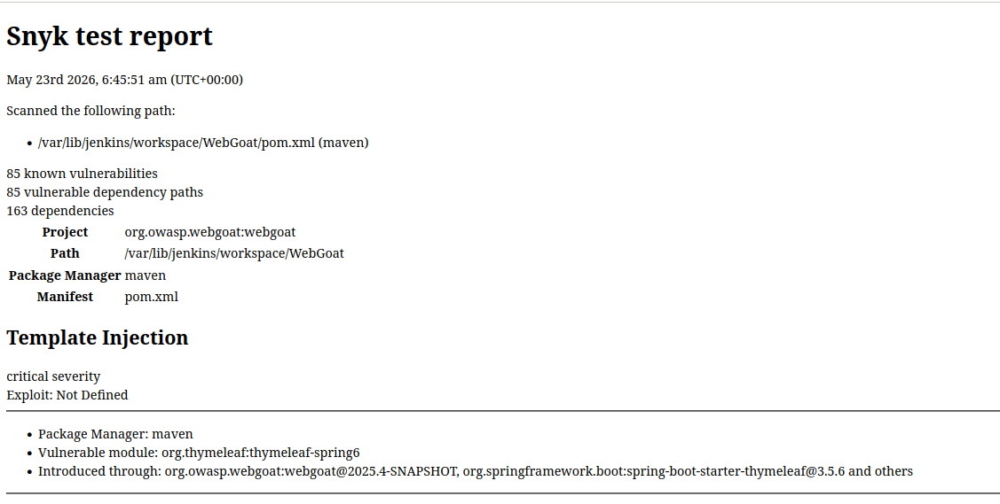 Snyk test report
May 23rd 2026, 6:45:51 am (UTC+00:00)
Scanned the following path:
• /var/lib/jenkins/workspace/WebGoat/pom.xml (maven)
85 known vulnerabilities
85 vulnerable dependency paths
163 dependencies
Project org.owasp.webgoat:webgoat
Path /var/lib/jenkins/workspace/WebGoat
Package Manager maven
Manifest pom.xml
Template Injection
critical severity
Exploit: Not Defined
• Package Manager: maven
• Vulnerable module: org.thymeleaf:thymeleaf-spring6
• Introduced through: org.owasp.webgoat:webgoat@2025.4-SNAPSHOT, org.springframework.boot:spring-boot-starter-thymeleaf@3.5.6 and others